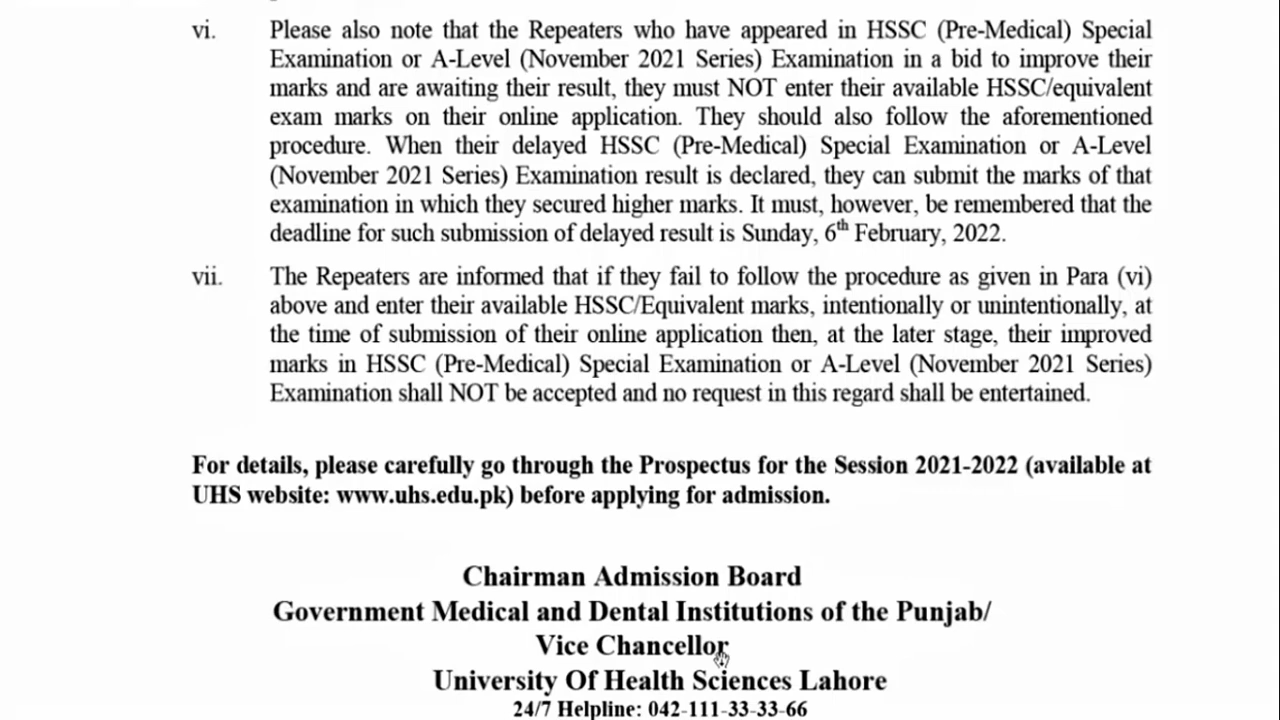 vi. Please also note that the Repeaters who have appeared in HSSC (Pre-Medical) Special
Examination or A-Level (November 2021 Series) Examination in a bid to improve their
marks and are awaiting their result, they must NOT enter their available HSSC/equivalent
exam marks on their online application. They should also follow the aforementioned
procedure. When their delayed HSSC (Pre-Medical) Special Examination or A-Level
(November 2021 Series) Examination result is declared, they can submit the marks of that
examination in which they secured higher marks. It must, however, be remembered that the
deadline for such submission of delayed result is Sunday, 6th February, 2022.
vii. The Repeaters are informed that if they fail to follow the procedure as given in Para (vi)
above and enter their available HSSC/Equivalent marks, intentionally or unintentionally, at
the time of submission of their online application then, at the later stage, their improved
marks in HSSC (Pre-Medical) Special Examination or A-Level (November 2021 Series)
Examination shall NOT be accepted and no request in this regard shall be entertained.
For details, please carefully go through the Prospectus for the Session 2021-2022 (available at
UHS website: www.uhs.edu.pk) before applying for admission.
Chairman Admission Board
Government Medical and Dental Institutions of the Punjab/
Vice Chancellor
University Of Health Sciences Lahore
24/7 Helpline: 042-111-33-33-66